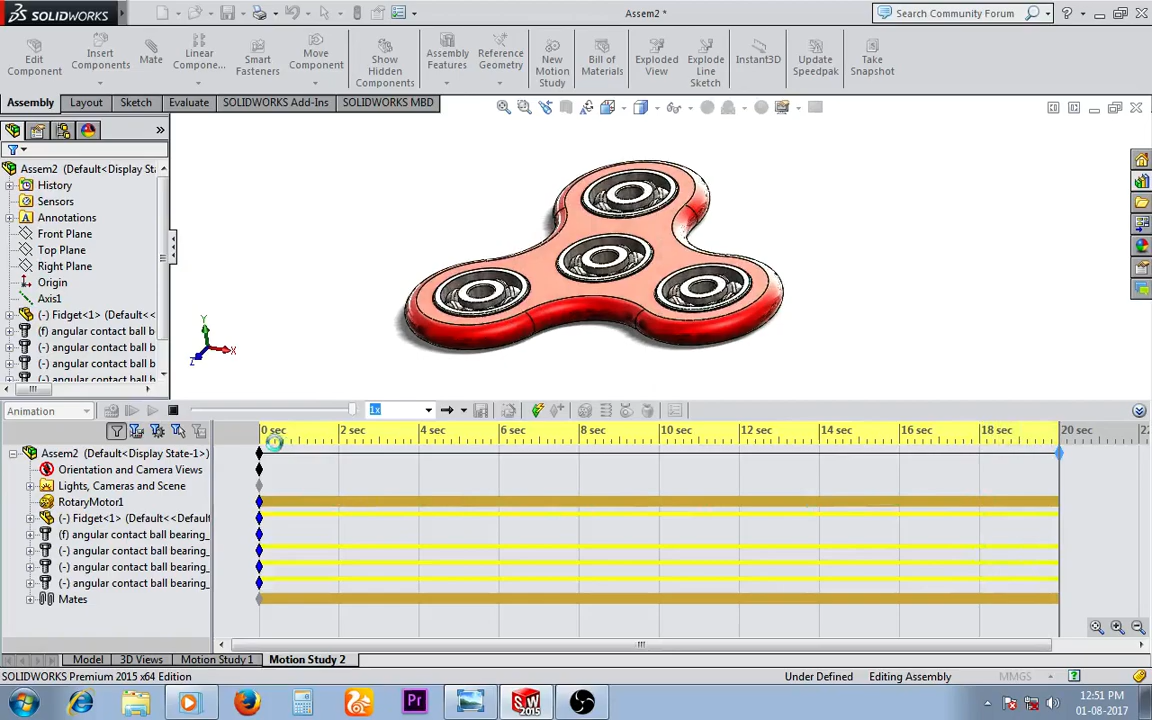 SOLIDWORKS
Assem2 *
Search Community Forum
Edit Component
Insert Components
Mate
Linear Compone...
Smart Fasteners
Move Component
Show Hidden Components
Assembly Features
Reference Geometry
New Motion Study
Bill of Materials
Exploded View
Explode Line Sketch
Instant3D
Update Speedpak
Take Snapshot
Assembly
Layout
Sketch
Evaluate
SOLIDWORKS Add-Ins
SOLIDWORKS MBD
Assem2 (Default<Display Sta
History
Sensors
Annotations
Front Plane
Top Plane
Right Plane
Origin
Axis1
(-) Fidget<1> (Default<<
(f) angular contact ball b
(-) angular contact ball b
(-) angular contact ball b
(-) angular contact ball b
Y
X
Z
Animation
1x
0 sec
2 sec
4 sec
6 sec
8 sec
10 sec
12 sec
14 sec
16 sec
18 sec
20 sec
22
Assem2 (Default<Display State-1>)
Orientation and Camera Views
Lights, Cameras and Scene
RotaryMotor1
(-) Fidget<1> (Default<<Default
(f) angular contact ball bearing_
(-) angular contact ball bearing_
(-) angular contact ball bearing_
(-) angular contact ball bearing_
Mates
Model
3D Views
Motion Study 1
Motion Study 2
SOLIDWORKS Premium 2015 x64 Edition
Under Defined
Editing Assembly
MMGS
Pr
SW
2015
12:51 PM
01-08-2017